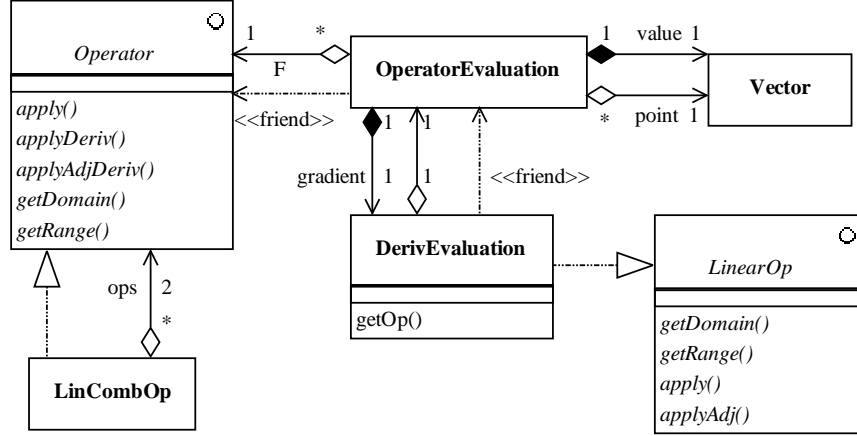 Operator
apply()
applyDeriv()
applyAdjDeriv()
getDomain()
getRange()
1
*
F
<<friend>>
OperatorEvaluation
1
value
1
*
point
1
Vector
1
1
gradient
1
1
<<friend>>
DerivEvaluation
getOp()
LinearOp
getDomain()
getRange()
apply()
applyAdj()
ops
2
*
LinCombOp